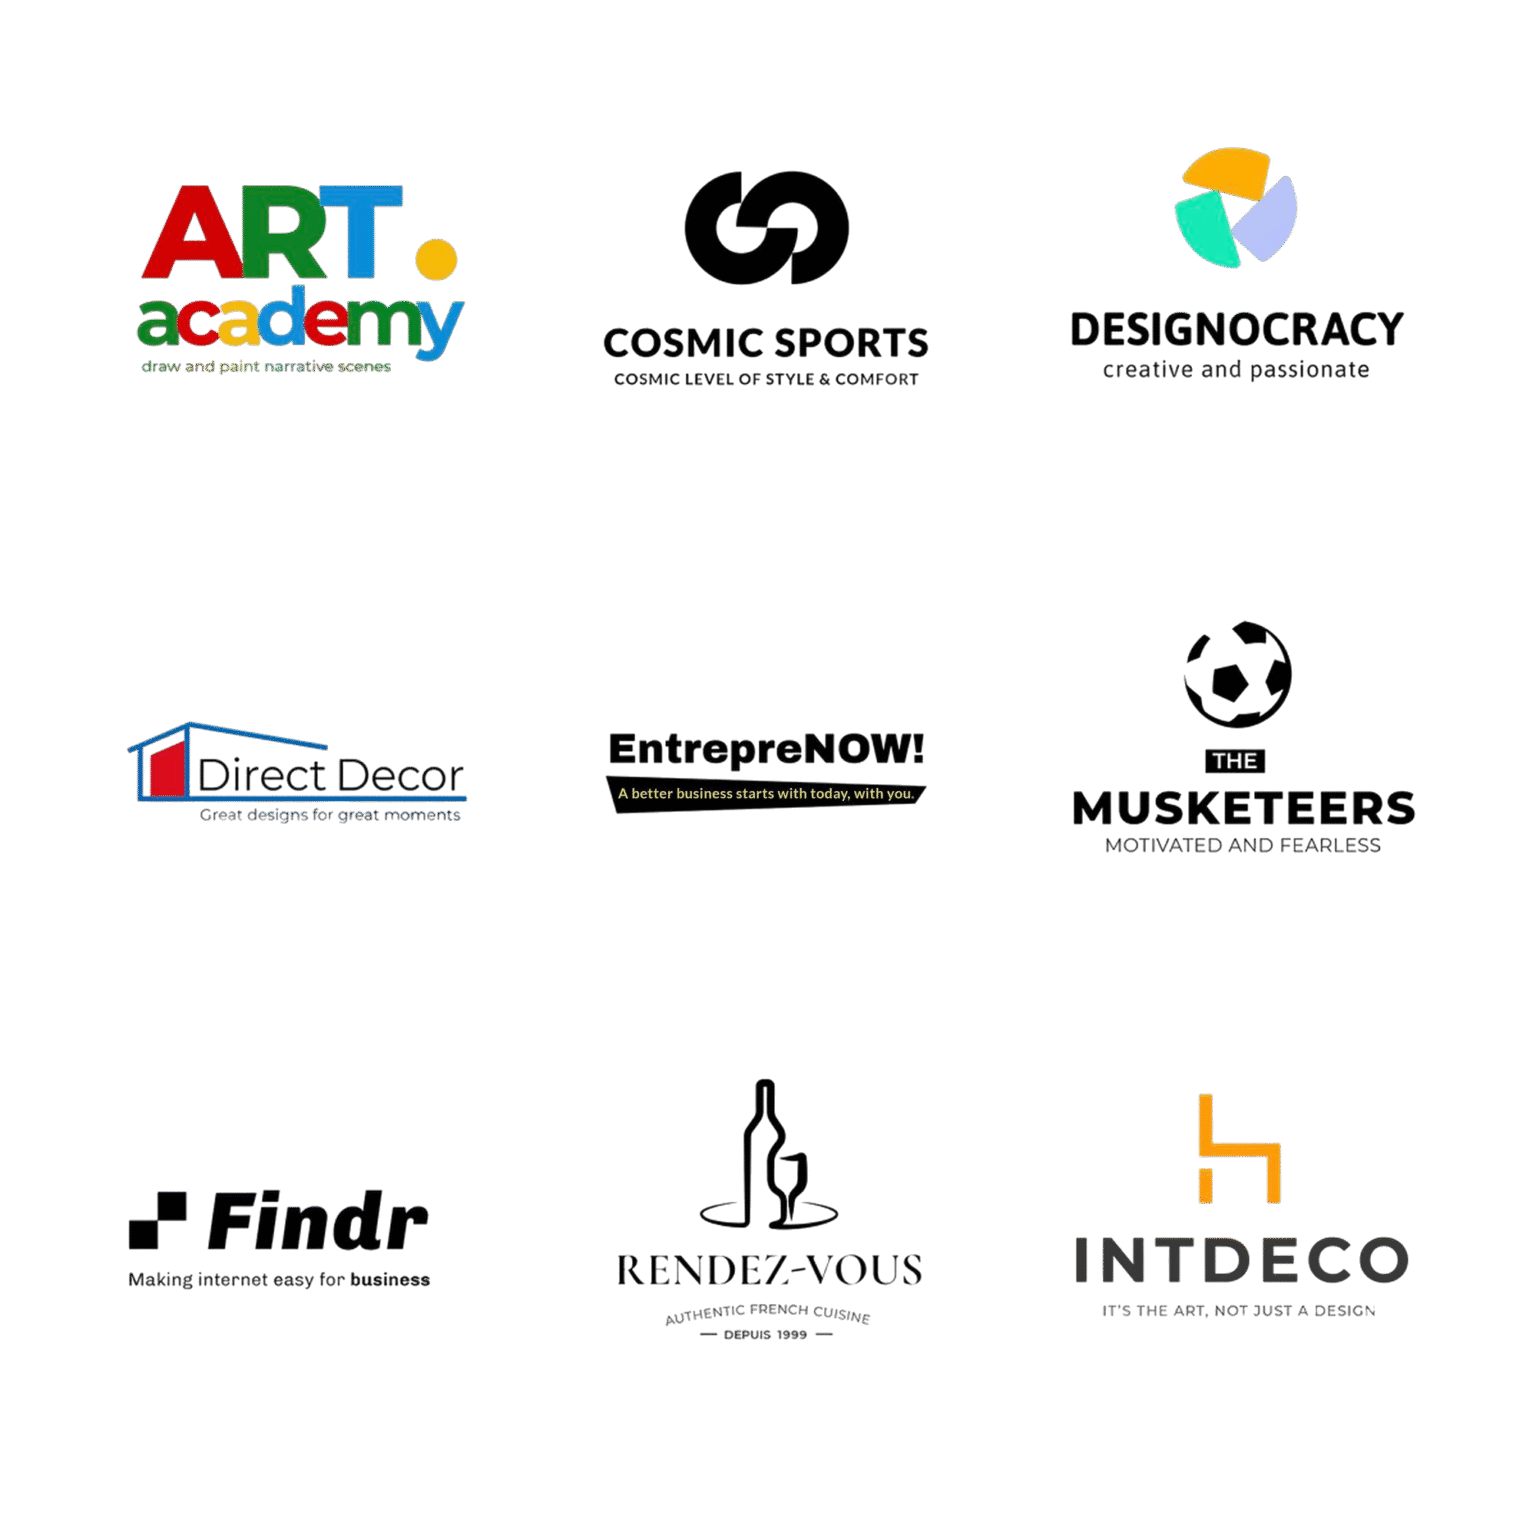 ART.
academy
draw and paint narrative scenes
COSMIC SPORTS
COSMIC LEVEL OF STYLE & COMFORT
DESIGNOCRACY
creative and passionate
Direct Decor
Great designs for great moments
EntrepreNOW!
A better business starts with today, with you.
THE
MUSKETEERS
MOTIVATED AND FEARLESS
Findr
Making internet easy for business
RENDEZ-VOUS
AUTHENTIC FRENCH CUISINE
— DEPUIS 1999 —
INTDECO
IT'S THE ART, NOT JUST A DESIGN